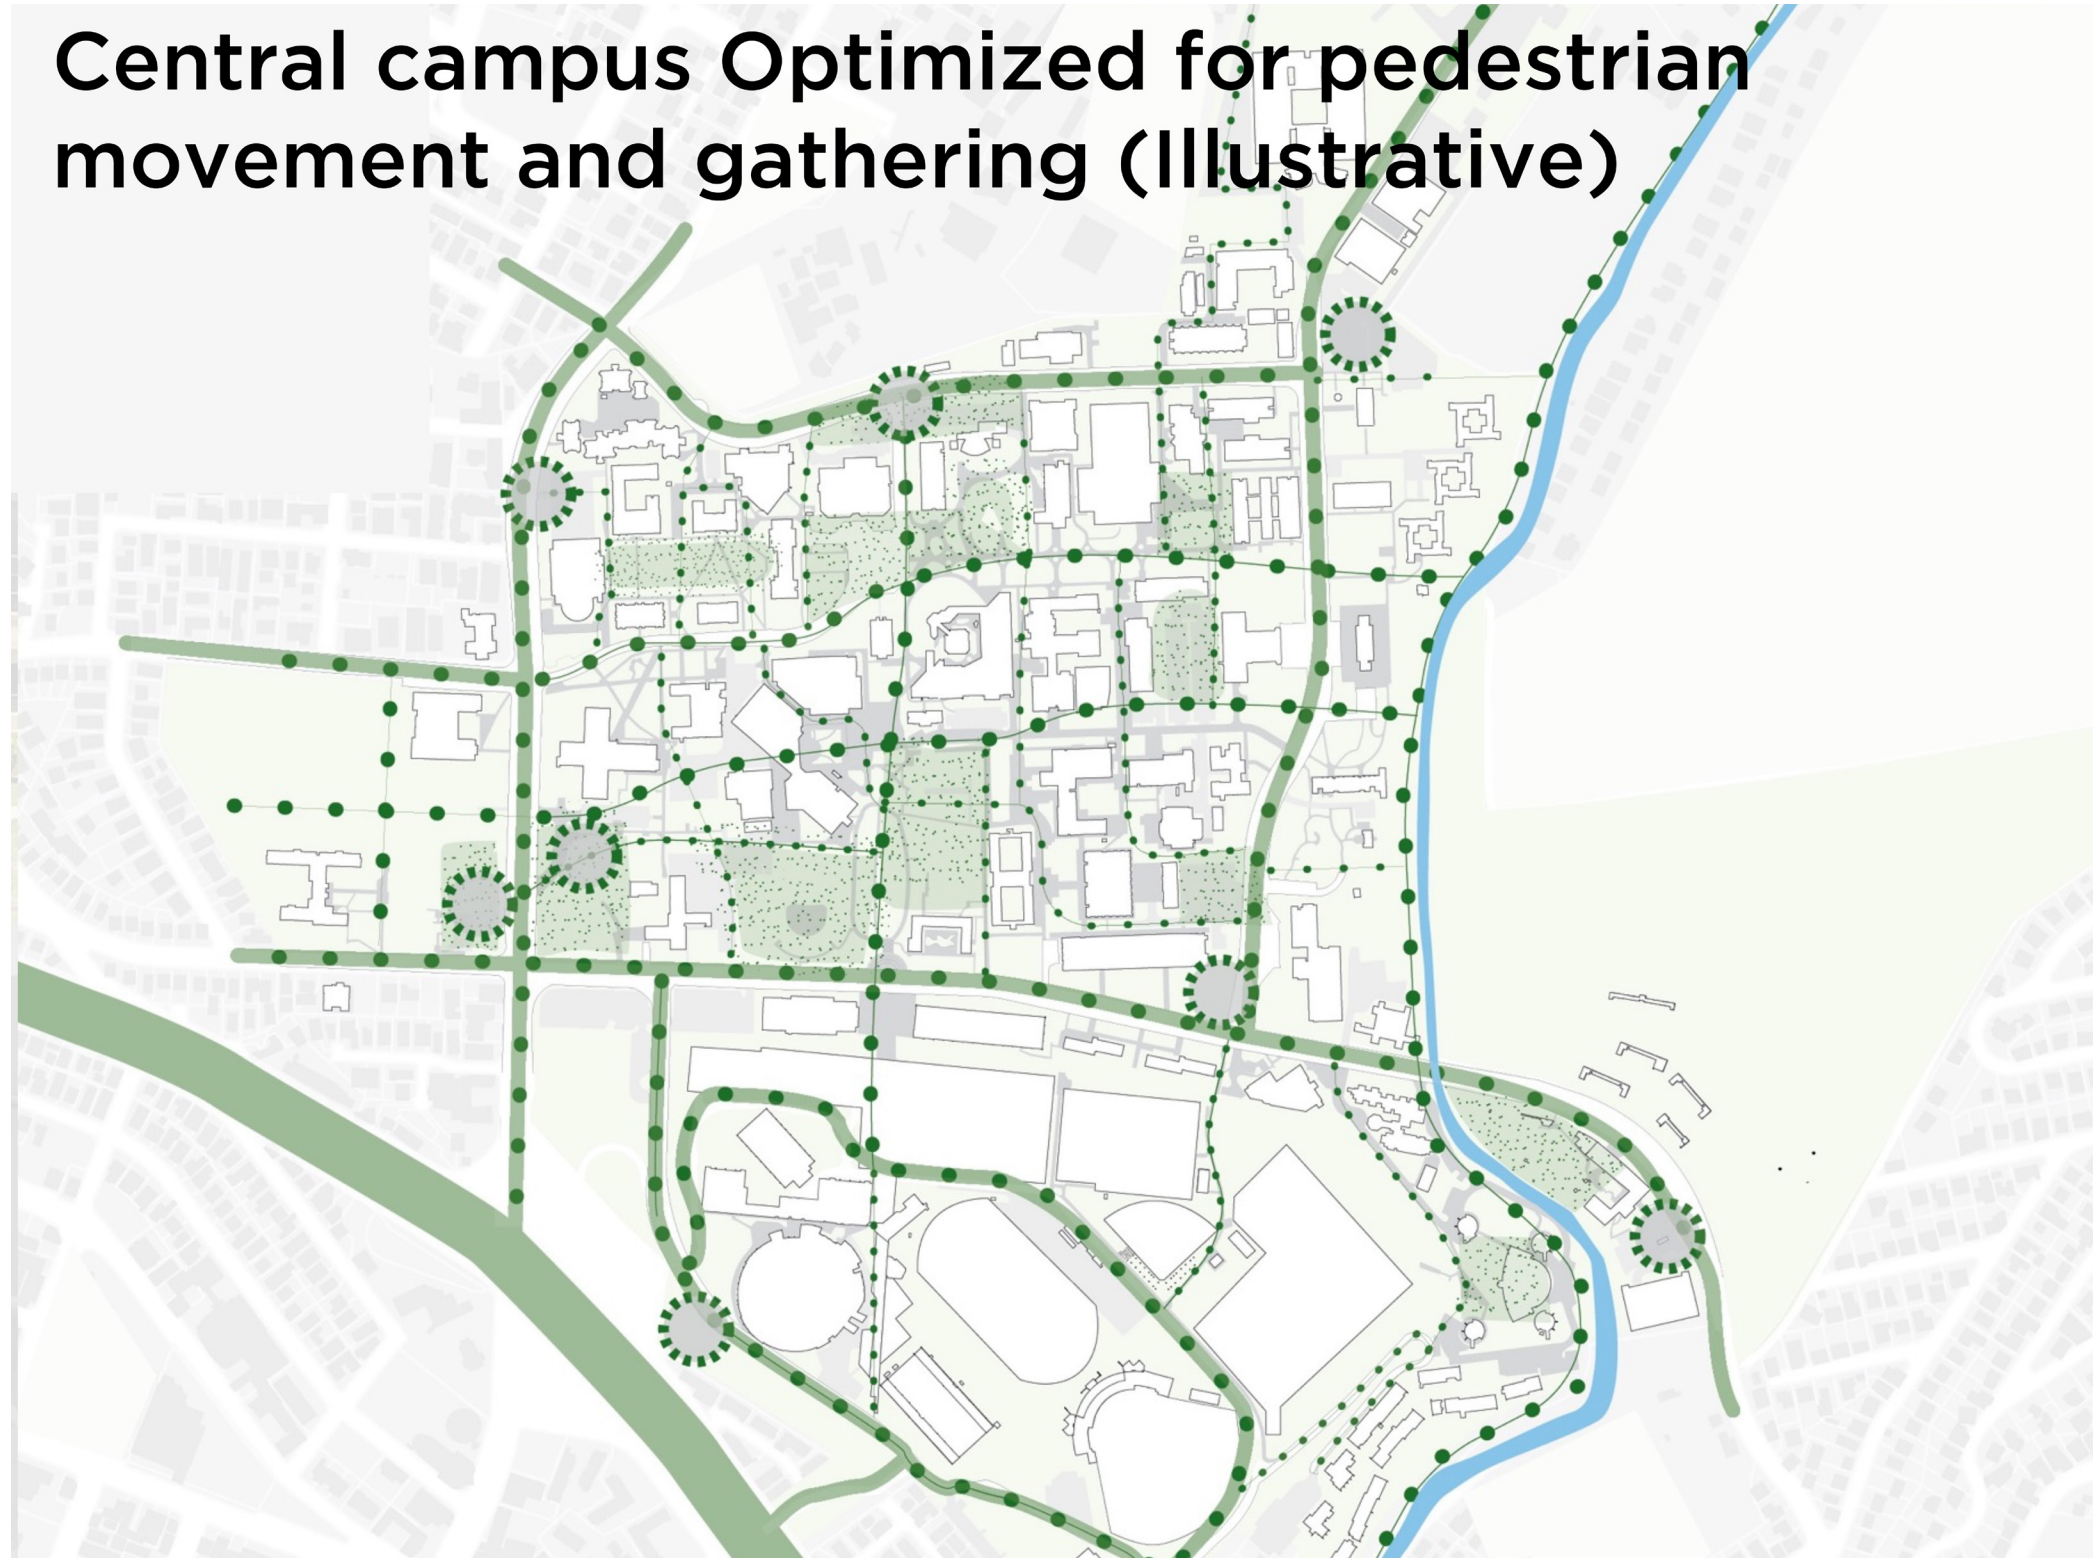 Central campus Optimized for pedestrian
movement and gathering (Illustrative)